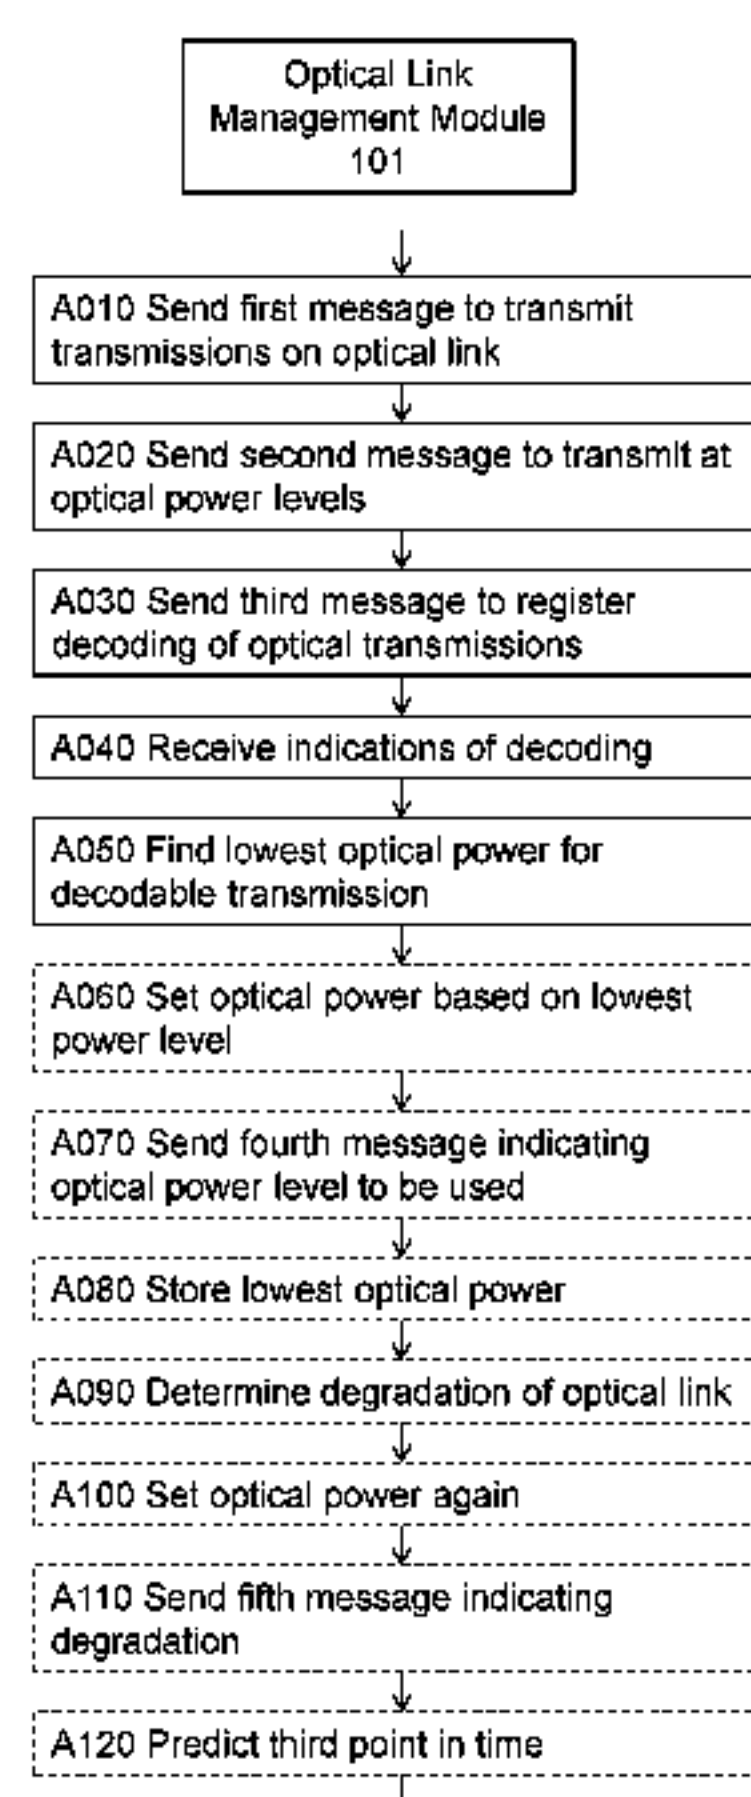 Optical Link
Management Module
101
A010 Send first message to transmit
transmissions on optical link
A020 Send second message to transmit at
optical power levels
A030 Send third message to register
decoding of optical transmissions
A040 Receive indications of decoding
A050 Find lowest optical power for
decodable transmission
A060 Set optical power based on lowest
power level
A070 Send fourth message indicating
optical power level to be used
A080 Store lowest optical power
A090 Determine degradation of optical link
A100 Set optical power again
A110 Send fifth message indicating
degradation
A120 Predict third point in time